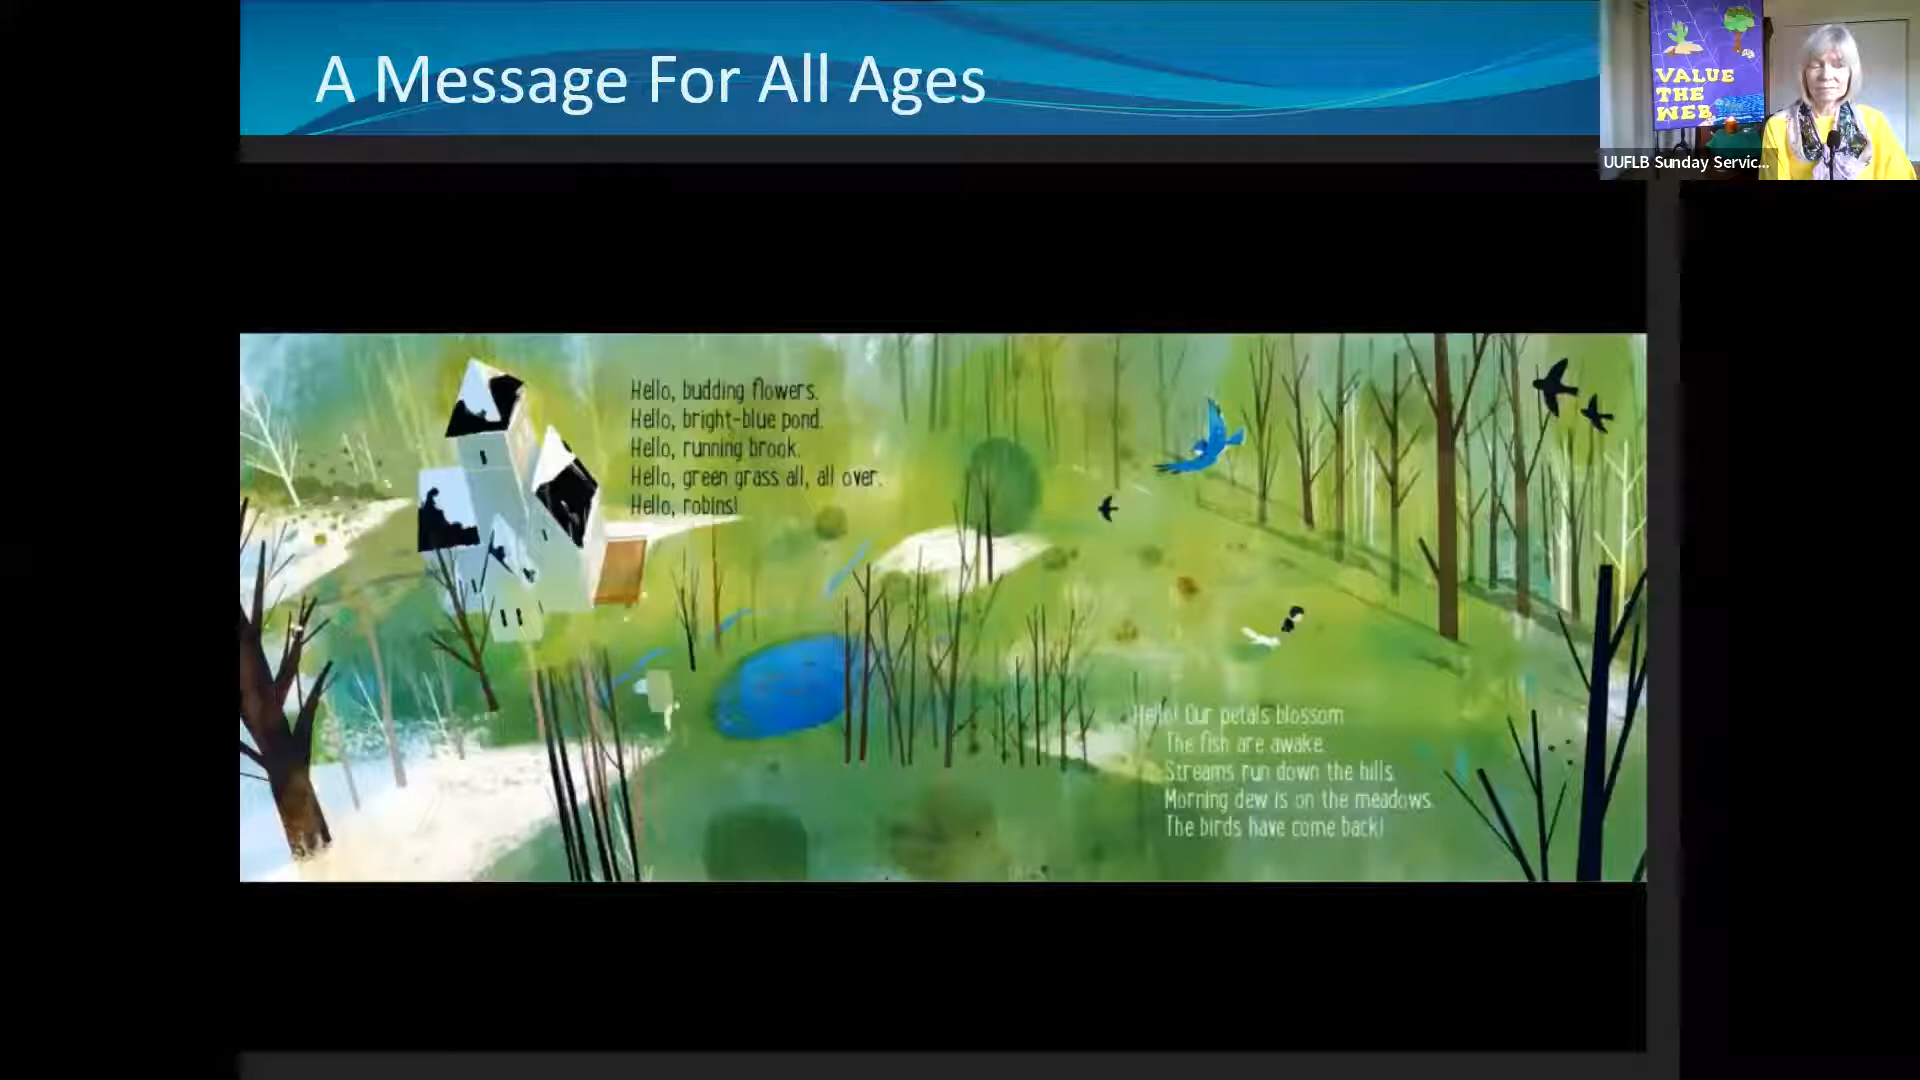 A Message For All Ages
VALUE
THE
WEB
UUFLB Sunday Servic...
Hello, budding flowers.
Hello, bright-blue pond.
Hello, running brook.
Hello, green grass all, all over.
Hello, robins!
Hello! Our petals blossom
The fish are awake.
Streams run down the hills.
Morning dew is on the meadows.
The birds have come back!